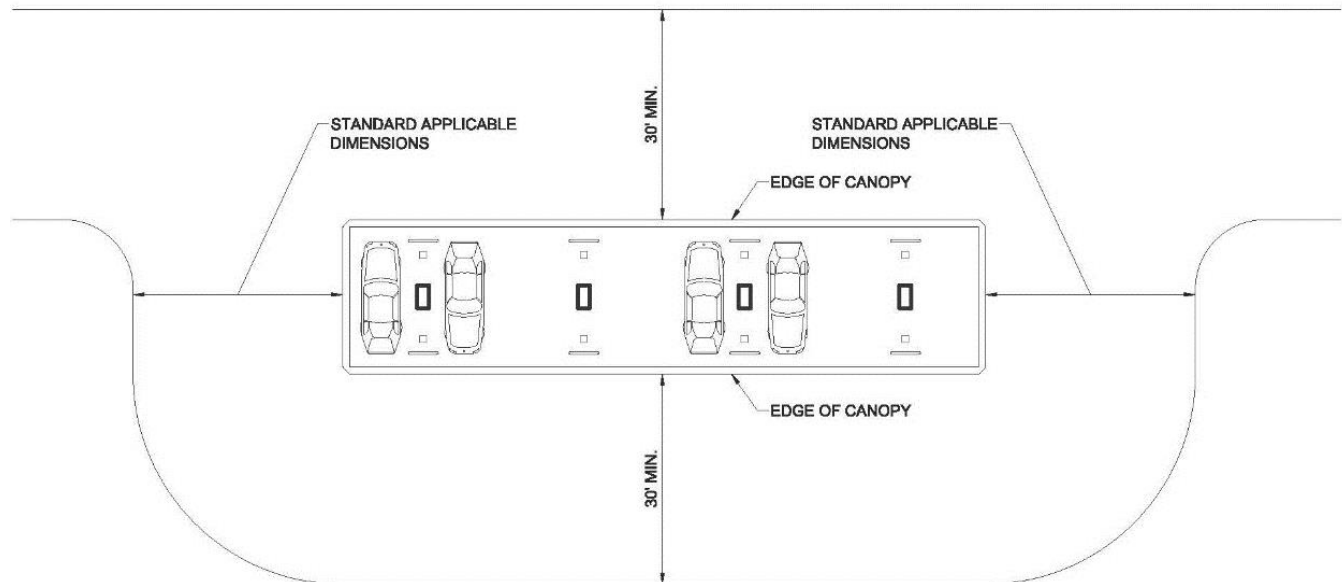 30' MIN.
STANDARD APPLICABLE
DIMENSIONS
STANDARD APPLICABLE
DIMENSIONS
EDGE OF CANOPY
EDGE OF CANOPY
30' MIN.